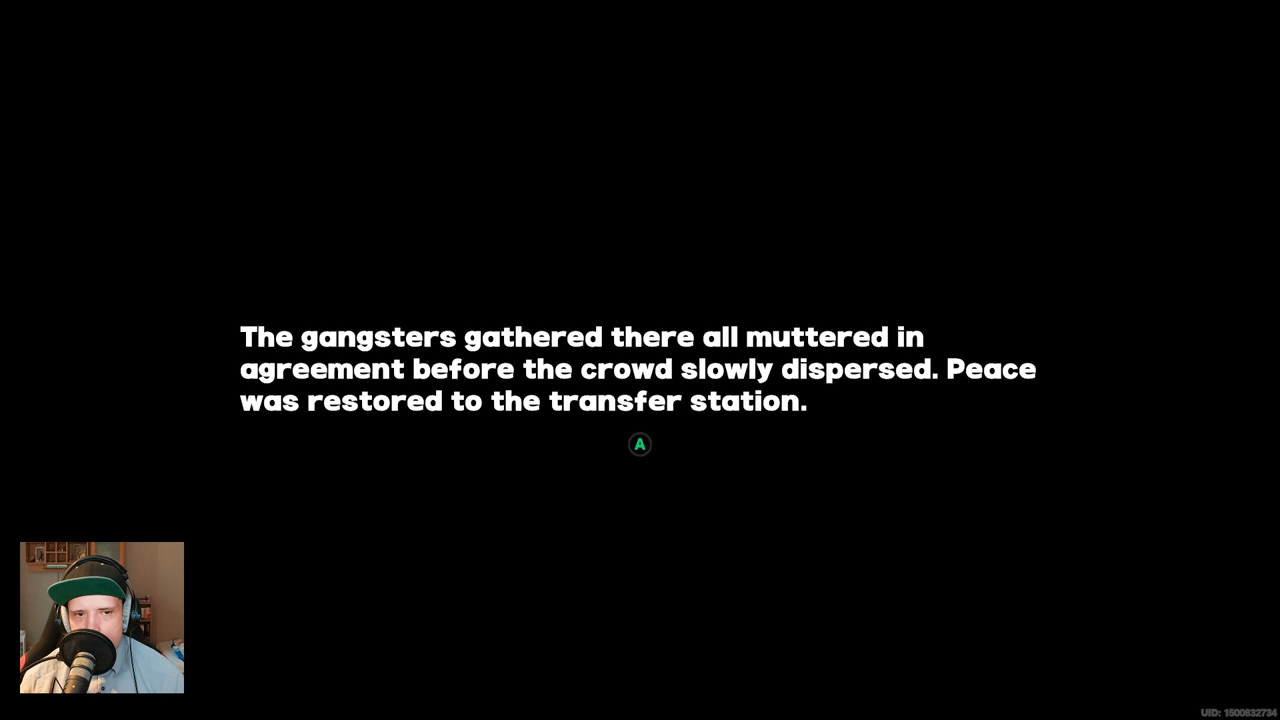 The gangsters gathered there all muttered in
agreement before the crowd slowly dispersed. Peace
was restored to the transfer station.
A
UID: 1500832734